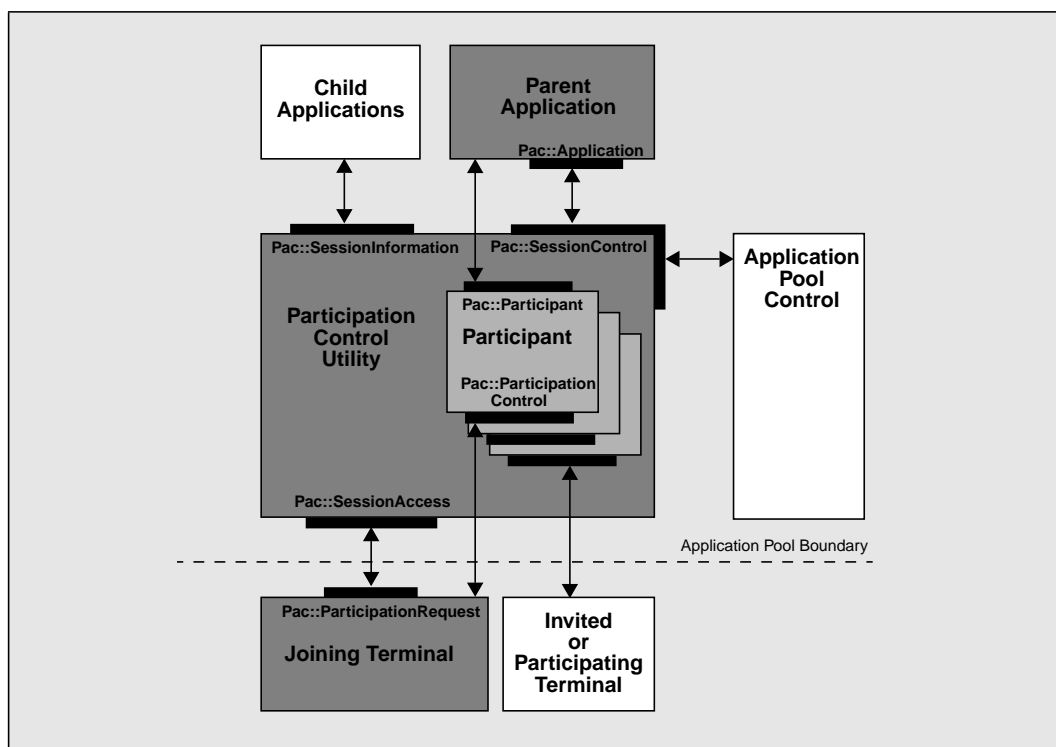 Child
Applications
Parent
Application
Pac::Application
Pac::SessionInformation
Pac::SessionControl
Application
Pool
Control
Participation
Control
Utility
Pac::Participant
Participant
Pac::Participation
Control
Pac::SessionAccess
Application Pool Boundary
Pac::ParticipationRequest
Joining Terminal
Invited
or
Participating
Terminal